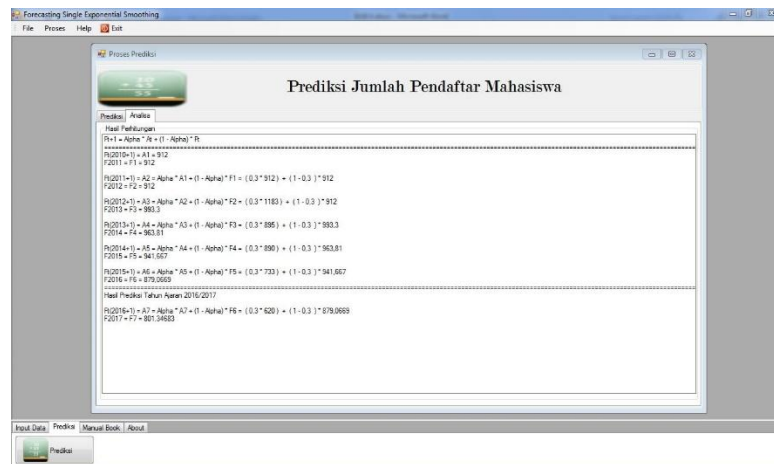 Forecasting Single Exponential Smoothing
File Proses Help Exit
Proses Prediksi
Prediksi Jumlah Pendaftar Mahasiswa
Prediksi Analisa
Hasil Perhitungan
Ft+1 = Alpha * At + (1 - Alpha) * Ft
Ft(2010+1) = A1 = 912
F2011 = F1 = 912
Ft(2011+1) = A2 = Alpha * A1 + (1 - Alpha) * F1 = ( 0,3 * 912 ) + ( 1 - 0,3 ) * 912
F2012 = F2 = 912
Ft(2012+1) = A3 = Alpha * A2 + (1 - Alpha) * F2 = ( 0,3 * 1183 ) + ( 1 - 0,3 ) * 912
F2013 = F3 = 993,3
Ft(2013+1) = A4 = Alpha * A3 + (1 - Alpha) * F3 = ( 0,3 * 895 ) + ( 1 - 0,3 ) * 993,3
F2014 = F4 = 963,81
Ft(2014+1) = A5 = Alpha * A4 + (1 - Alpha) * F4 = ( 0,3 * 890 ) + ( 1 - 0,3 ) * 963,81
F2015 = F5 = 941,667
Ft(2015+1) = A6 = Alpha * A5 + (1 - Alpha) * F5 = ( 0,3 * 733 ) + ( 1 - 0,3 ) * 941,667
F2016 = F6 = 879,0669
Hasil Prediksi Tahun Ajaran 2016/2017
Ft(2016+1) = A7 = Alpha * A7 + (1 - Alpha) * F6 = ( 0,3 * 620 ) + ( 1 - 0,3 ) * 879,0669
F2017 = F7 = 801,34683
Input Data Prediksi Manual Book About
Prediksi